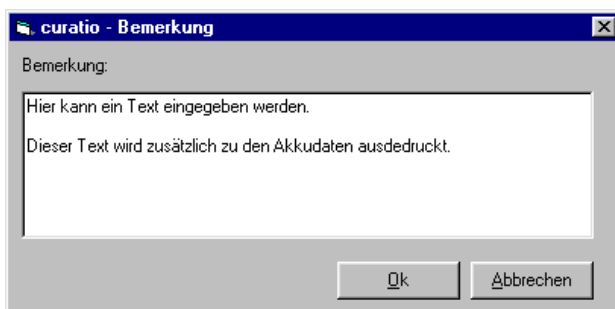 curatio - Bemerkung
Bemerkung:
Hier kann ein Text eingegeben werden.
Dieser Text wird zusätzlich zu den Akkudaten ausdedruckt.
Ok
Abbrechen